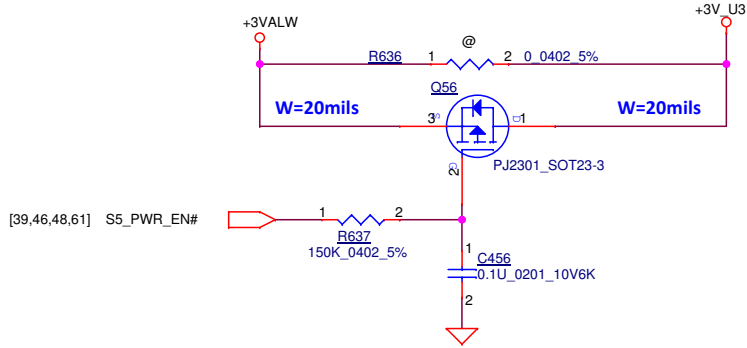 +3VALW
+3V_U3
@
R636 1 2 0_0402_5%
Q56
W=20mils
W=20mils
3 S D 1
PJ2301_SOT23-3
G
2
[39,46,48,61] S5_PWR_EN# 1 2
R637
150K_0402_5%
1
C456
0.1U_0201_10V6K
2